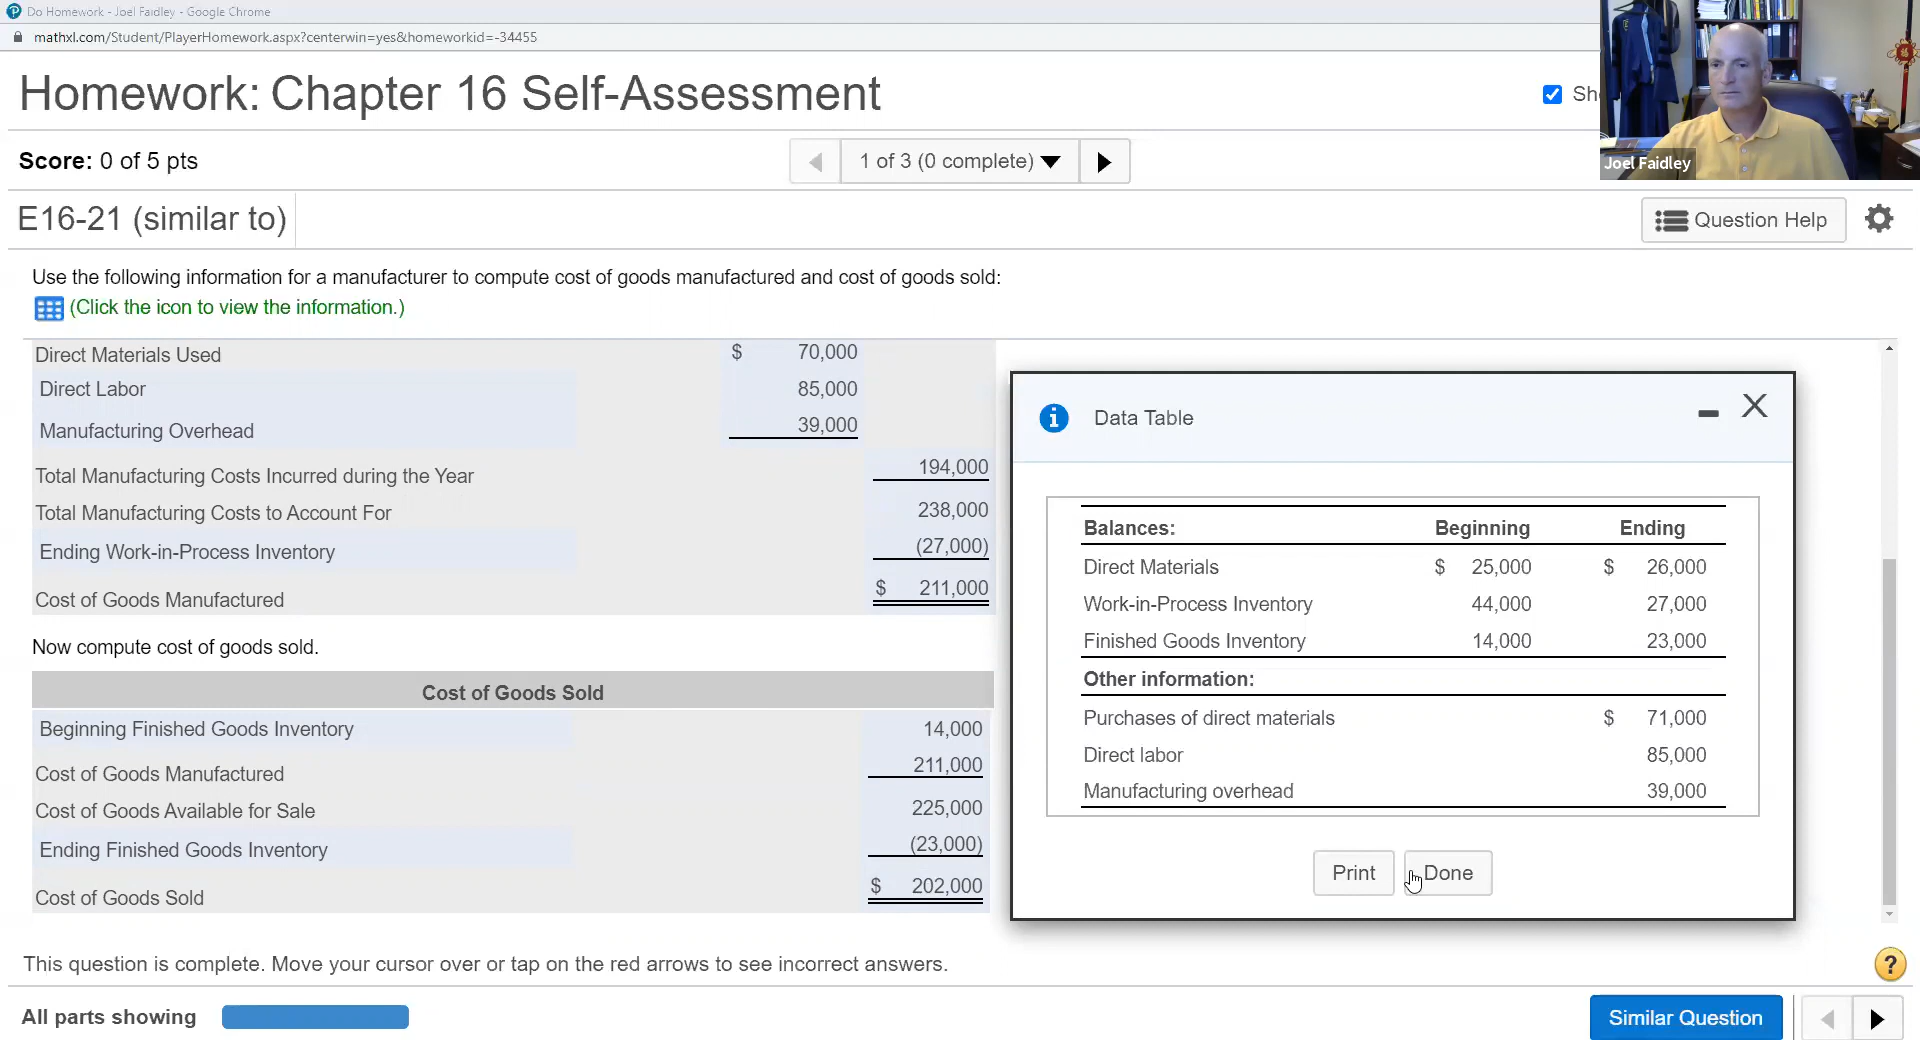 Do Homework - Joel Faidley - Google Chrome
mathxl.com/Student/PlayerHomework.aspx?centerwin=yes&homeworkid=-34455
Homework: Chapter 16 Self-Assessment
Joel Faidley
Score: 0 of 5 pts
1 of 3 (0 complete)
E16-21 (similar to)
Question Help
Use the following information for a manufacturer to compute cost of goods manufactured and cost of goods sold:
(Click the icon to view the information.)
Direct Materials Used $ 70,000
Direct Labor 85,000
Manufacturing Overhead 39,000
Total Manufacturing Costs Incurred during the Year 194,000
Total Manufacturing Costs to Account For 238,000
Ending Work-in-Process Inventory (27,000)
Cost of Goods Manufactured $ 211,000
Now compute cost of goods sold.
Cost of Goods Sold
Beginning Finished Goods Inventory 14,000
Cost of Goods Manufactured 211,000
Cost of Goods Available for Sale 225,000
Ending Finished Goods Inventory (23,000)
Cost of Goods Sold $ 202,000
Data Table
Balances: Beginning Ending
Direct Materials $ 25,000 $ 26,000
Work-in-Process Inventory 44,000 27,000
Finished Goods Inventory 14,000 23,000
Other information:
Purchases of direct materials $ 71,000
Direct labor 85,000
Manufacturing overhead 39,000
Print Done
This question is complete. Move your cursor over or tap on the red arrows to see incorrect answers.
?
All parts showing
Similar Question